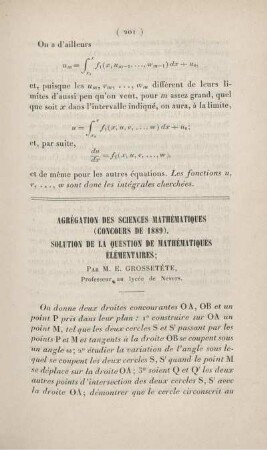 ( 201 )
On a d'ailleurs
u_m = ∫_{x_0}^{x} f_1(x, u_{m-1}, ..., w_{m-1}) dx + u_0,
et, puisque les u_m, v_m, ..., w_m diffèrent de leurs li-
mites d'aussi peu qu'on veut, pour m assez grand, quel
que soit x dans l'intervalle indiqué, on aura, à la limite,
u = ∫_{x_0}^{x} f_1(x, u, v, ..., w) dx + u_0;
et, par suite,
du/dx = f_1(x, u, v, ..., w),
et de même pour les autres équations. Les fonctions u,
v, ..., w sont donc les intégrales cherchées.
AGRÉGATION DES SCIENCES MATHÉMATIQUES
(CONCOURS DE 1889).
SOLUTION DE LA QUESTION DE MATHÉMATIQUES
ÉLÉMENTAIRES;
PAR M. E. GROSSETÊTE,
Professeur au lycée de Nevers.
On donne deux droites concourantes OA, OB et un
point P pris dans leur plan : 1° construire sur OA un
point M, tel que les deux cercles S et S' passant par les
points P et M et tangents à la droite OB se coupent sous
un angle ω; 2° étudier la variation de l'angle sous le-
quel se coupent les deux cercles S, S' quand le point M
se déplace sur la droite OA; 3° soient Q et Q' les deux
autres points d'intersection des deux cercles S, S' avec
la droite OA; démontrer que le cercle circonscrit au